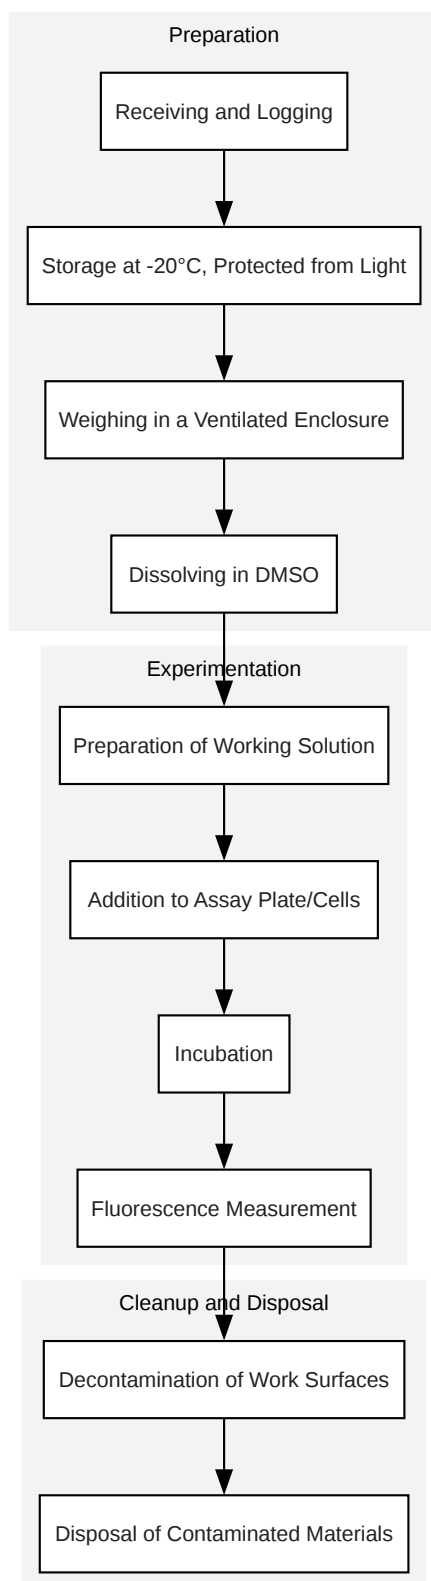 Preparation
Receiving and Logging
Storage at -20°C, Protected from Light
Weighing in a Ventilated Enclosure
Dissolving in DMSO
Experimentation
Preparation of Working Solution
Addition to Assay Plate/Cells
Incubation
Fluorescence Measurement
Cleanup and Disposal
Decontamination of Work Surfaces
Disposal of Contaminated Materials